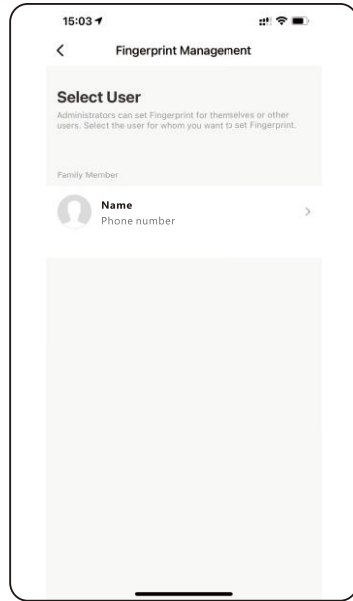 15:03
Fingerprint Management
Select User
Administrators can set Fingerprint for themselves or other
users. Select the user for whom you want to set Fingerprint.
Family Member
Name
Phone number